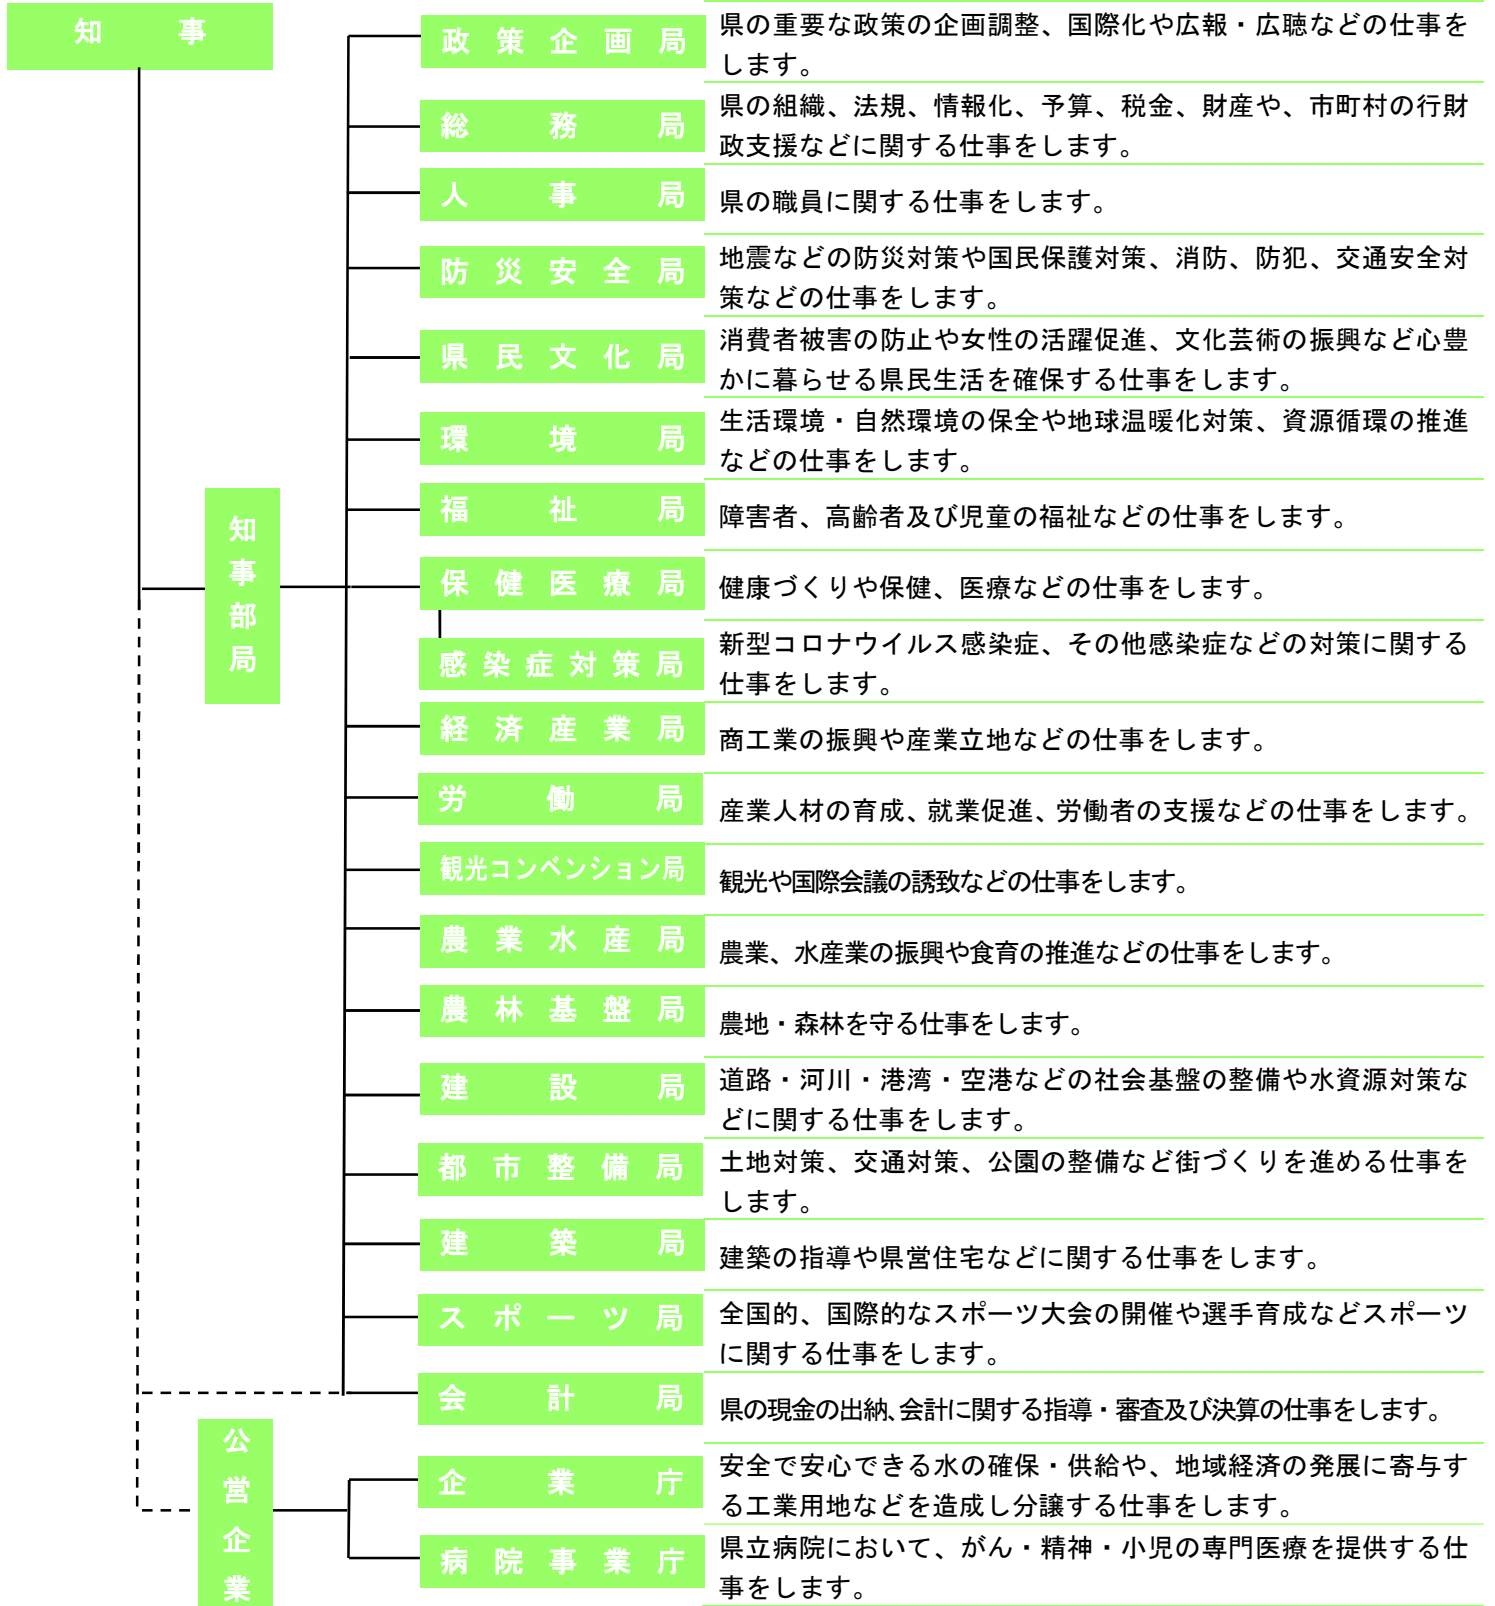 知事
政策企画局
県の重要な政策の企画調整、国際化や広報・広聴などの仕事を
します。
総務局
県の組織、法規、情報化、予算、税金、財産や、市町村の行財
政支援などに関する仕事をします。
人事局
県の職員に関する仕事をします。
防災安全局
地震などの防災対策や国民保護対策、消防、防犯、交通安全対
策などの仕事をします。
県民文化局
消費者被害の防止や女性の活躍促進、文化芸術の振興など心豊
かに暮らせる県民生活を確保する仕事をします。
環境局
生活環境・自然環境の保全や地球温暖化対策、資源循環の推進
などの仕事をします。
知事部局
福祉局
障害者、高齢者及び児童の福祉などの仕事をします。
保健医療局
健康づくりや保健、医療などの仕事をします。
感染症対策局
新型コロナウイルス感染症、その他感染症などの対策に関する
仕事をします。
経済産業局
商工業の振興や産業立地などの仕事をします。
労働局
産業人材の育成、就業促進、労働者の支援などの仕事をします。
観光コンベンション局
観光や国際会議の誘致などの仕事をします。
農業水産局
農業、水産業の振興や食育の推進などの仕事をします。
農林基盤局
農地・森林を守る仕事をします。
建設局
道路・河川・港湾・空港などの社会基盤の整備や水資源対策な
どに関する仕事をします。
都市整備局
土地対策、交通対策、公園の整備など街づくりを進める仕事を
します。
建築局
建築の指導や県営住宅などに関する仕事をします。
スポーツ局
全国的、国際的なスポーツ大会の開催や選手育成などスポーツ
に関する仕事をします。
会計局
県の現金の出納、会計に関する指導・審査及び決算の仕事をします。
公営企業
企業庁
安全で安心できる水の確保・供給や、地域経済の発展に寄与す
る工業用地などを造成し分譲する仕事をします。
病院事業庁
県立病院において、がん・精神・小児の専門医療を提供する仕
事をします。